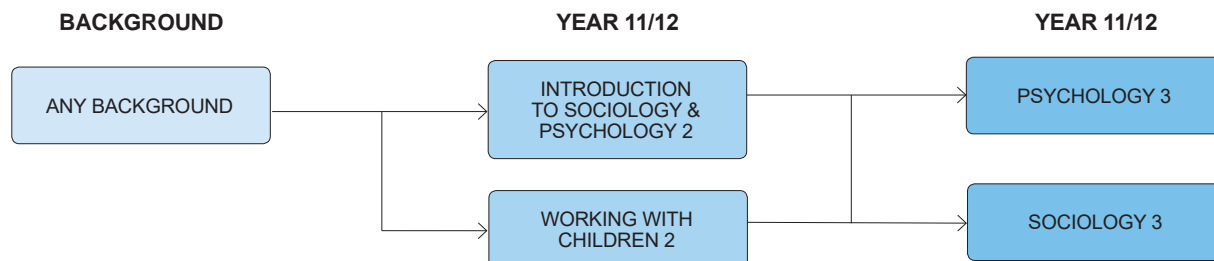 BACKGROUND
YEAR 11/12
YEAR 11/12
ANY BACKGROUND
INTRODUCTION
TO SOCIOLOGY &
PSYCHOLOGY 2
PSYCHOLOGY 3
WORKING WITH
CHILDREN 2
SOCIOLOGY 3